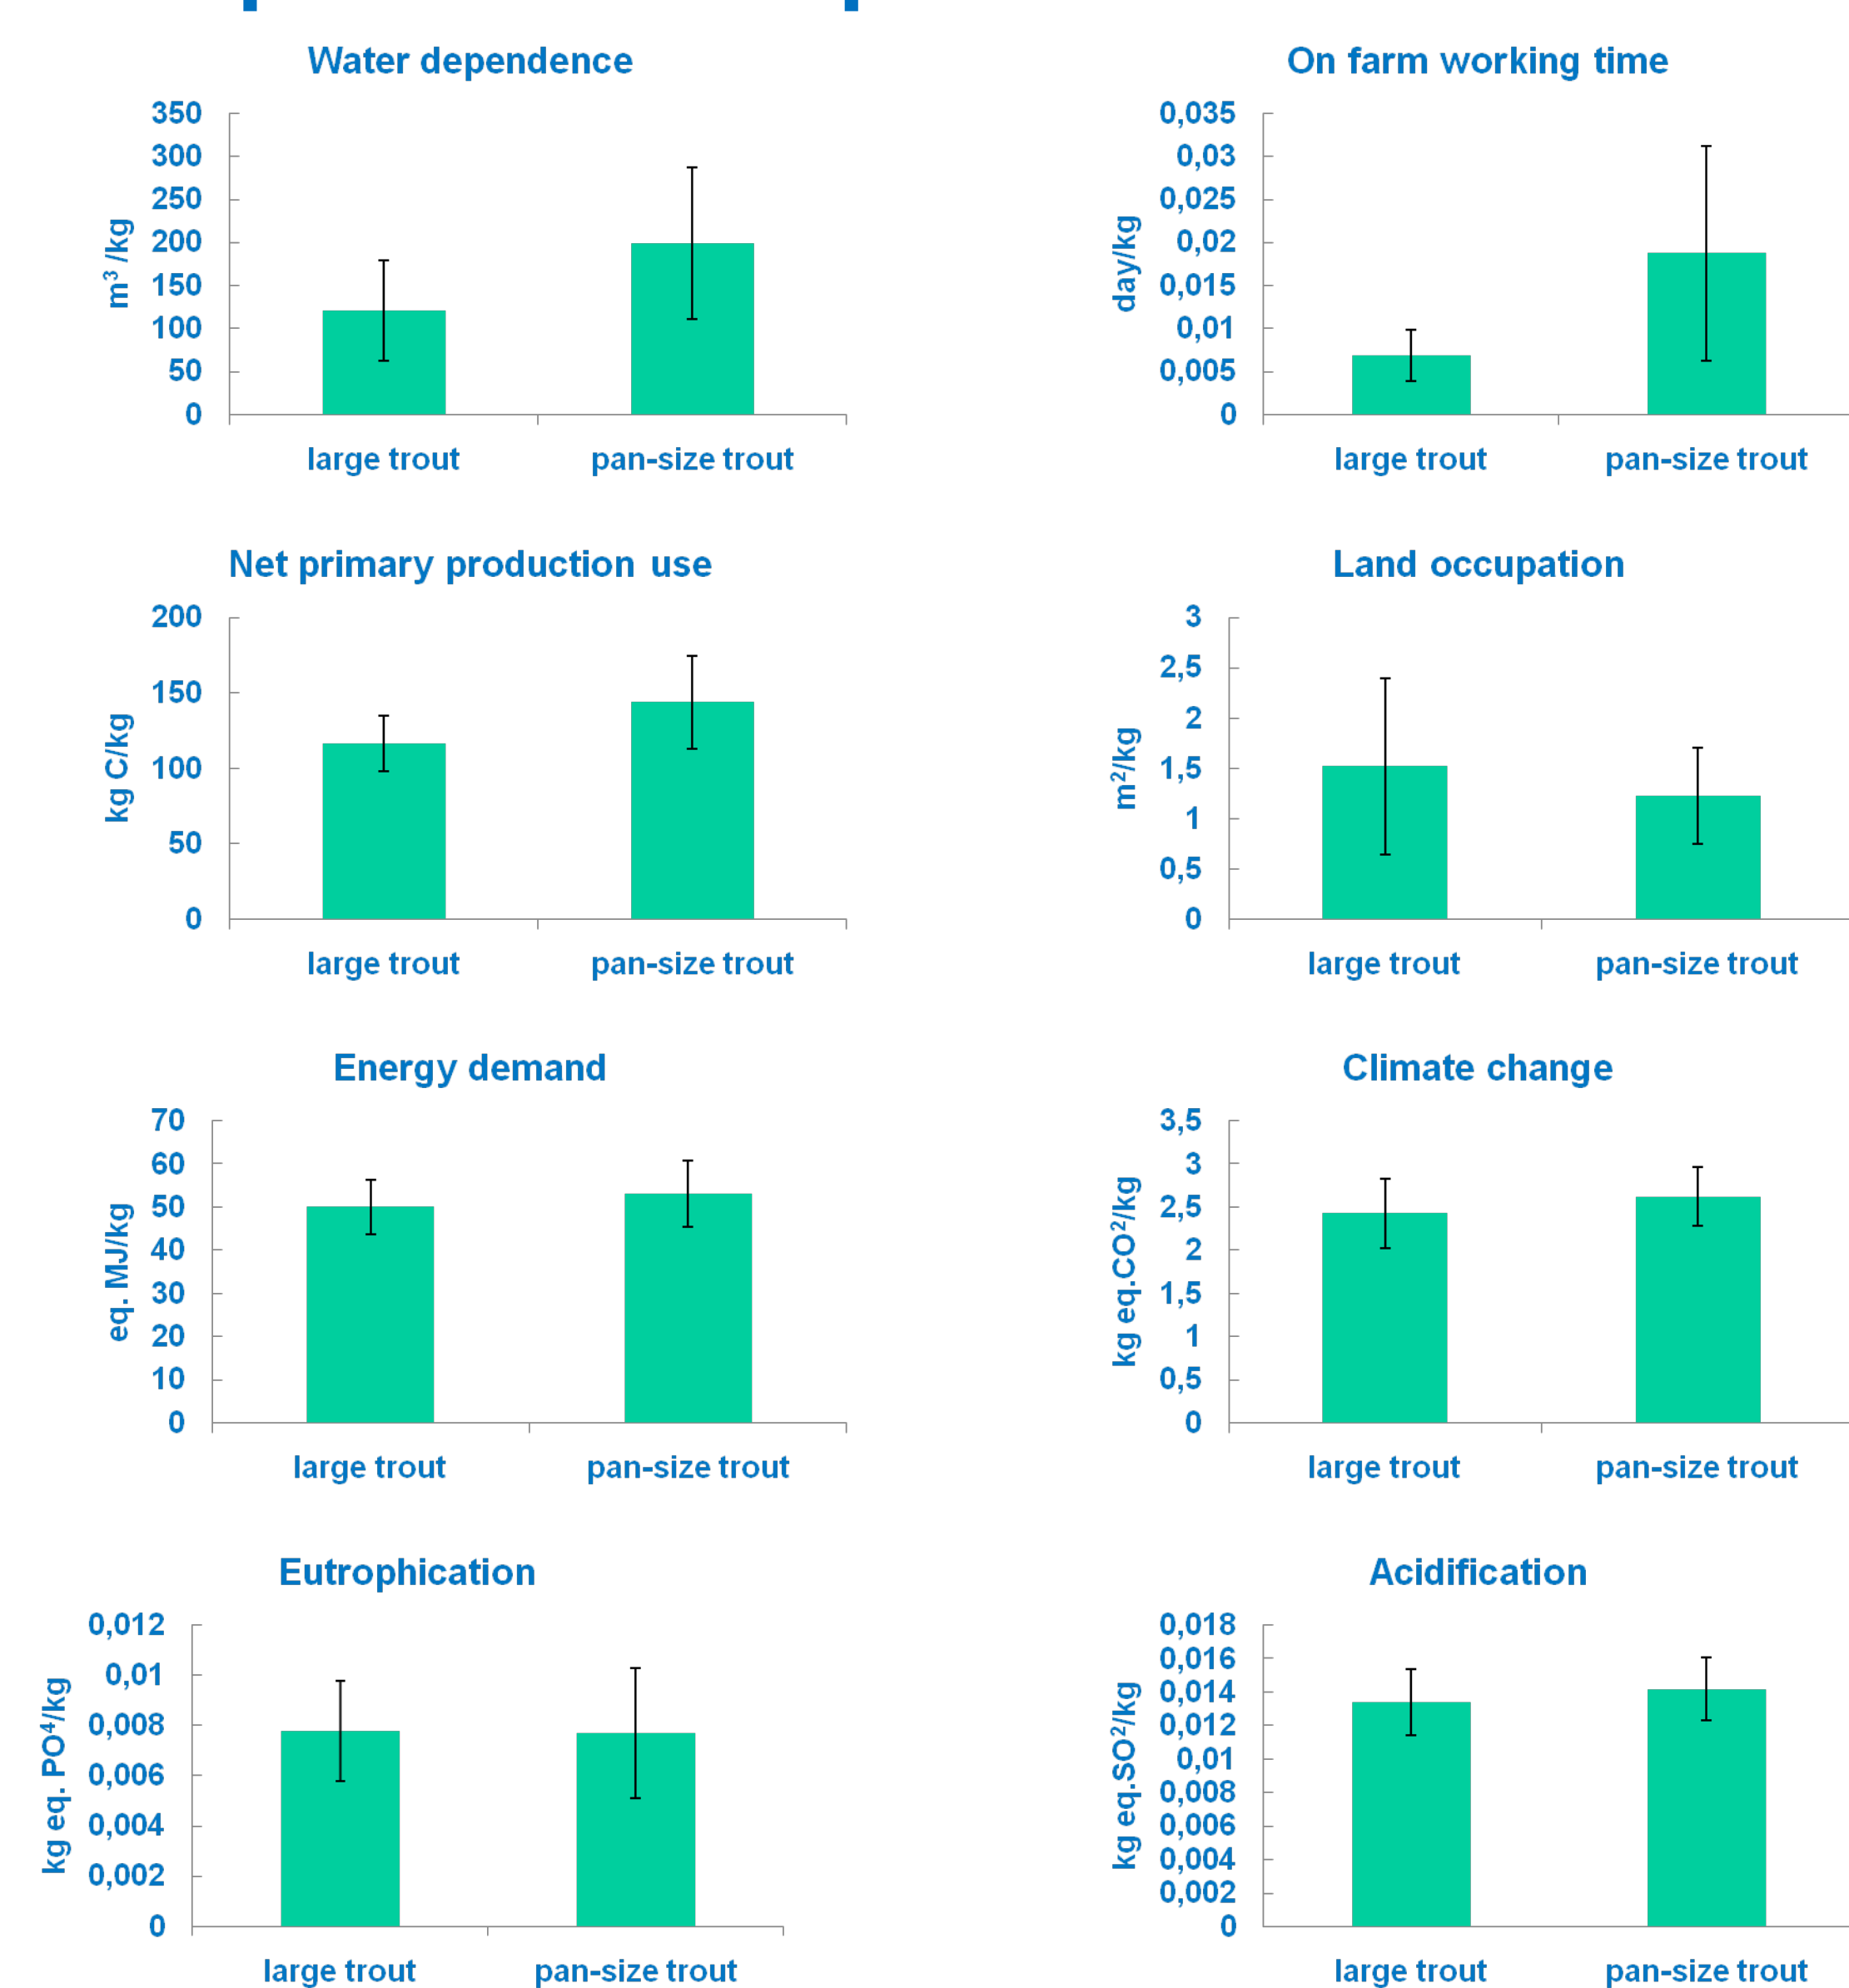 Water dependence
350
300
250
200
150
100
50
0
m³ /kg
large trout pan-size trout
On farm working time
0,035
0,03
0,025
0,02
0,015
0,01
0,005
0
day/kg
large trout pan-size trout
Net primary production use
200
150
100
50
0
kg C/kg
large trout pan-size trout
Land occupation
3
2,5
2
1,5
1
0,5
0
m²/kg
large trout pan-size trout
Energy demand
70
60
50
40
30
20
10
0
eq. MJ/kg
large trout pan-size trout
Climate change
3,5
3
2,5
2
1,5
1
0,5
0
kg eq.CO²/kg
large trout pan-size trout
Eutrophication
0,012
0,01
0,008
0,006
0,004
0,002
0
kg eq. PO⁴/kg
large trout pan-size trout
Acidification
0,018
0,016
0,014
0,012
0,01
0,008
0,006
0,004
0,002
0
kg eq.SO²/kg
large trout pan-size trout